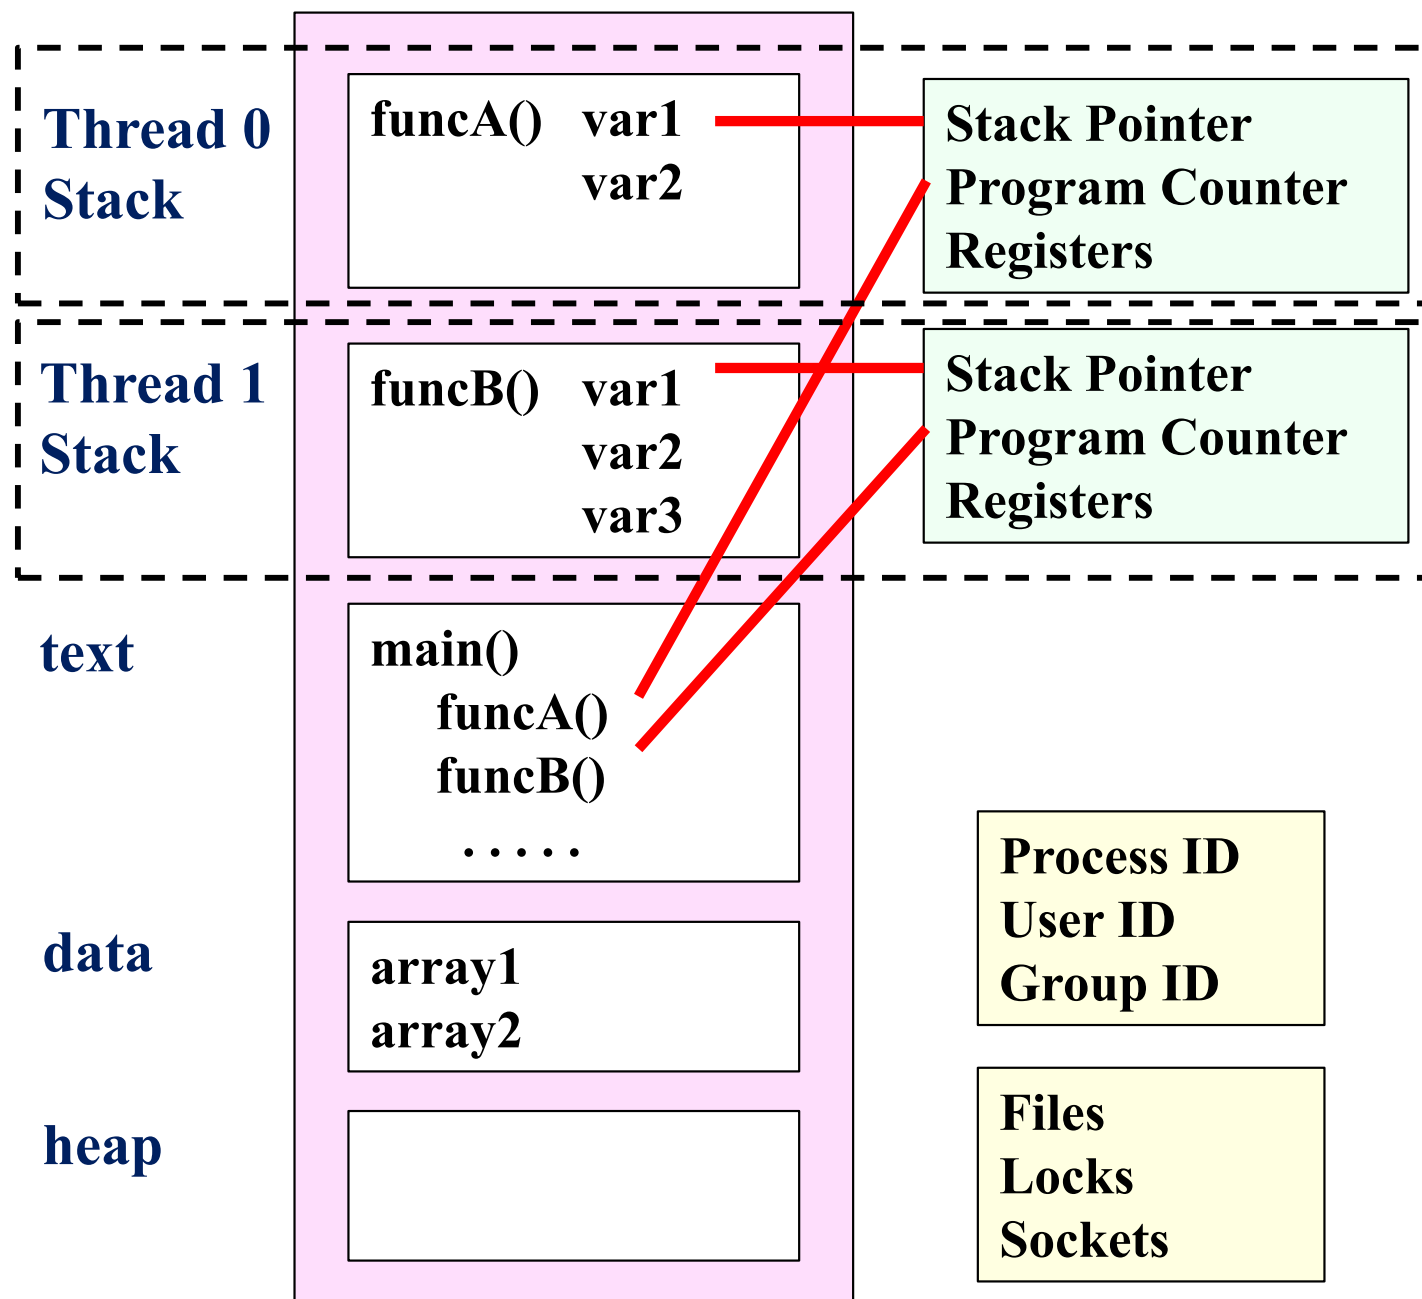 Thread 0
Stack
funcA() var1
var2
Stack Pointer
Program Counter
Registers
Thread 1
Stack
funcB() var1
var2
var3
Stack Pointer
Program Counter
Registers
text
main()
funcA()
funcB()
. . . . .
data
array1
array2
heap
Process ID
User ID
Group ID
Files
Locks
Sockets